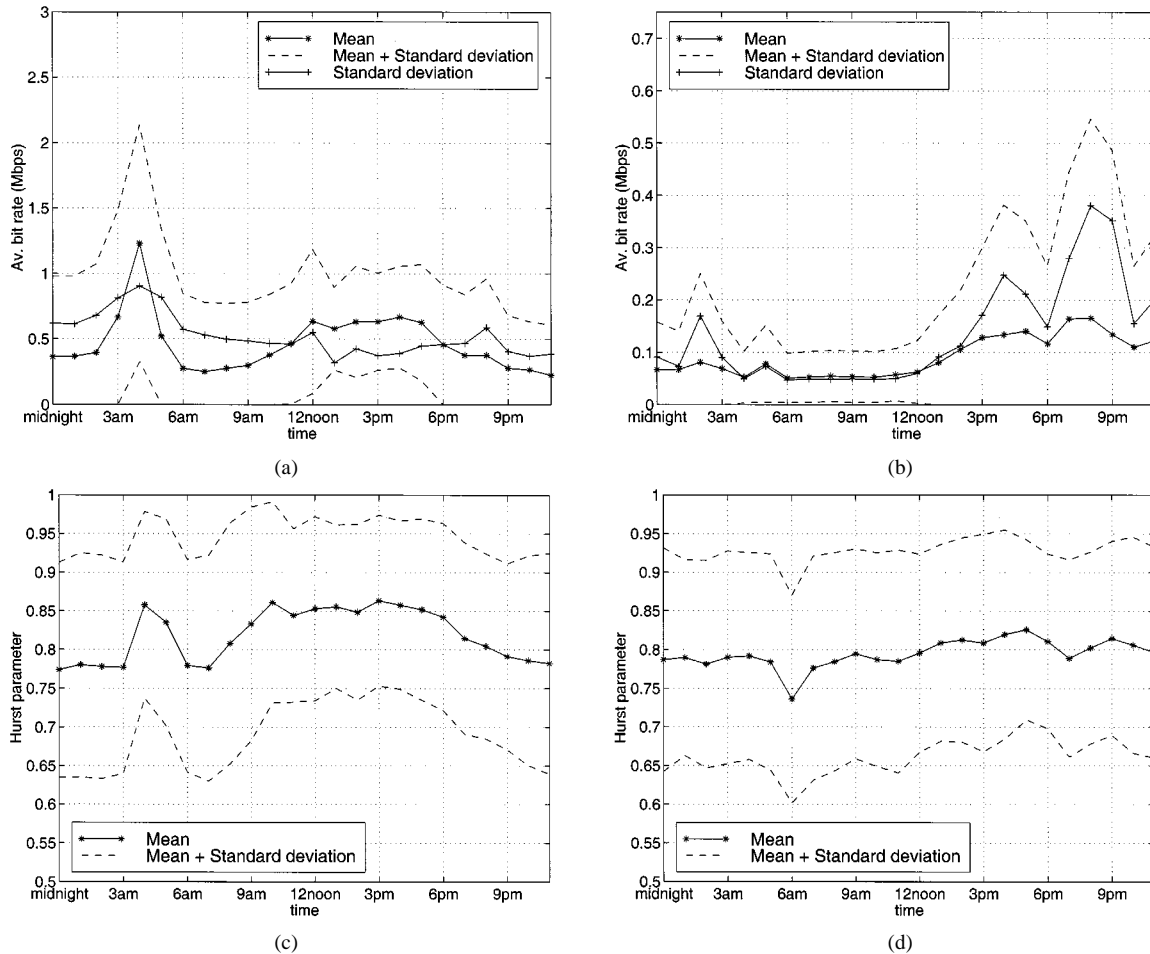 3
2.5
2
1.5
1
0.5
0
Av. bit rate (Mbps)
Mean
Mean + Standard deviation
Standard deviation
midnight 3am 6am 9am 12noon 3pm 6pm 9pm
time
(a)
0.7
0.6
0.5
0.4
0.3
0.2
0.1
0
Av. bit rate (Mbps)
Mean
Mean + Standard deviation
Standard deviation
midnight 3am 6am 9am 12noon 3pm 6pm 9pm
time
(b)
1
0.95
0.9
0.85
0.8
0.75
0.7
0.65
0.6
0.55
0.5
Hurst parameter
Mean
Mean + Standard deviation
midnight 3am 6am 9am 12noon 3pm 6pm 9pm
time
(c)
1
0.95
0.9
0.85
0.8
0.75
0.7
0.65
0.6
0.55
0.5
Hurst parameter
Mean
Mean + Standard deviation
midnight 3am 6am 9am 12noon 3pm 6pm 9pm
time
(d)